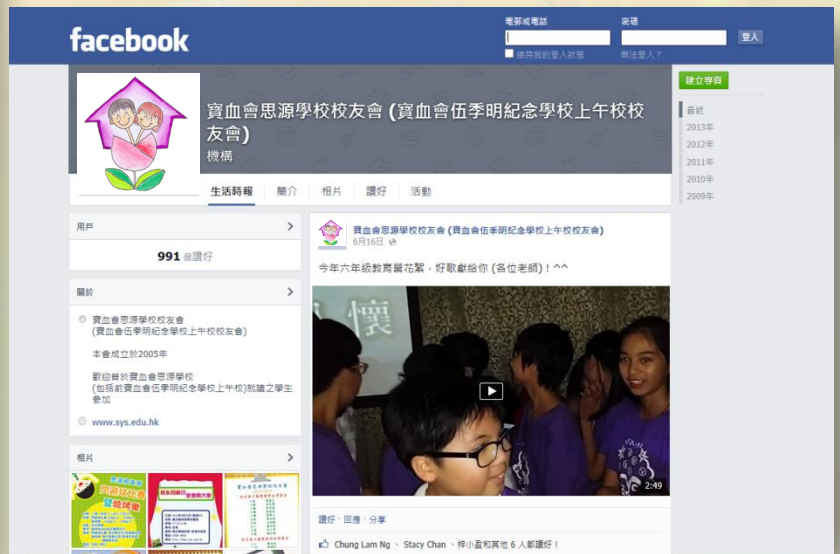 facebook
電郵或電話
密碼
登入
維持我的登入狀態
無法登入？
寶血會思源學校校友會 (寶血會伍季明紀念學校上午校校
友會)
機構
生活時報
簡介
相片
讚好
活動
建立專頁
最近
2013年
2012年
2011年
2010年
2009年
用戶
991 個讚好
關於
寶血會思源學校校友會
(寶血會伍季明紀念學校上午校校友會)
本會成立於2005年
歡迎曾於寶血會思源學校
(包括前寶血會伍季明紀念學校上午校)就讀之學生
參加
www.sys.edu.hk
相片
寶血會思源學校校友會 (寶血會伍季明紀念學校上午校校友會)
6月16日
今年六年級教育營花絮，好歌獻給你 (各位老師)！^^
懷
2:49
讚好 · 回應 · 分享
Chung Lam Ng 、 Stacy Chan 、梓小盈和其他 6 人都讚好！